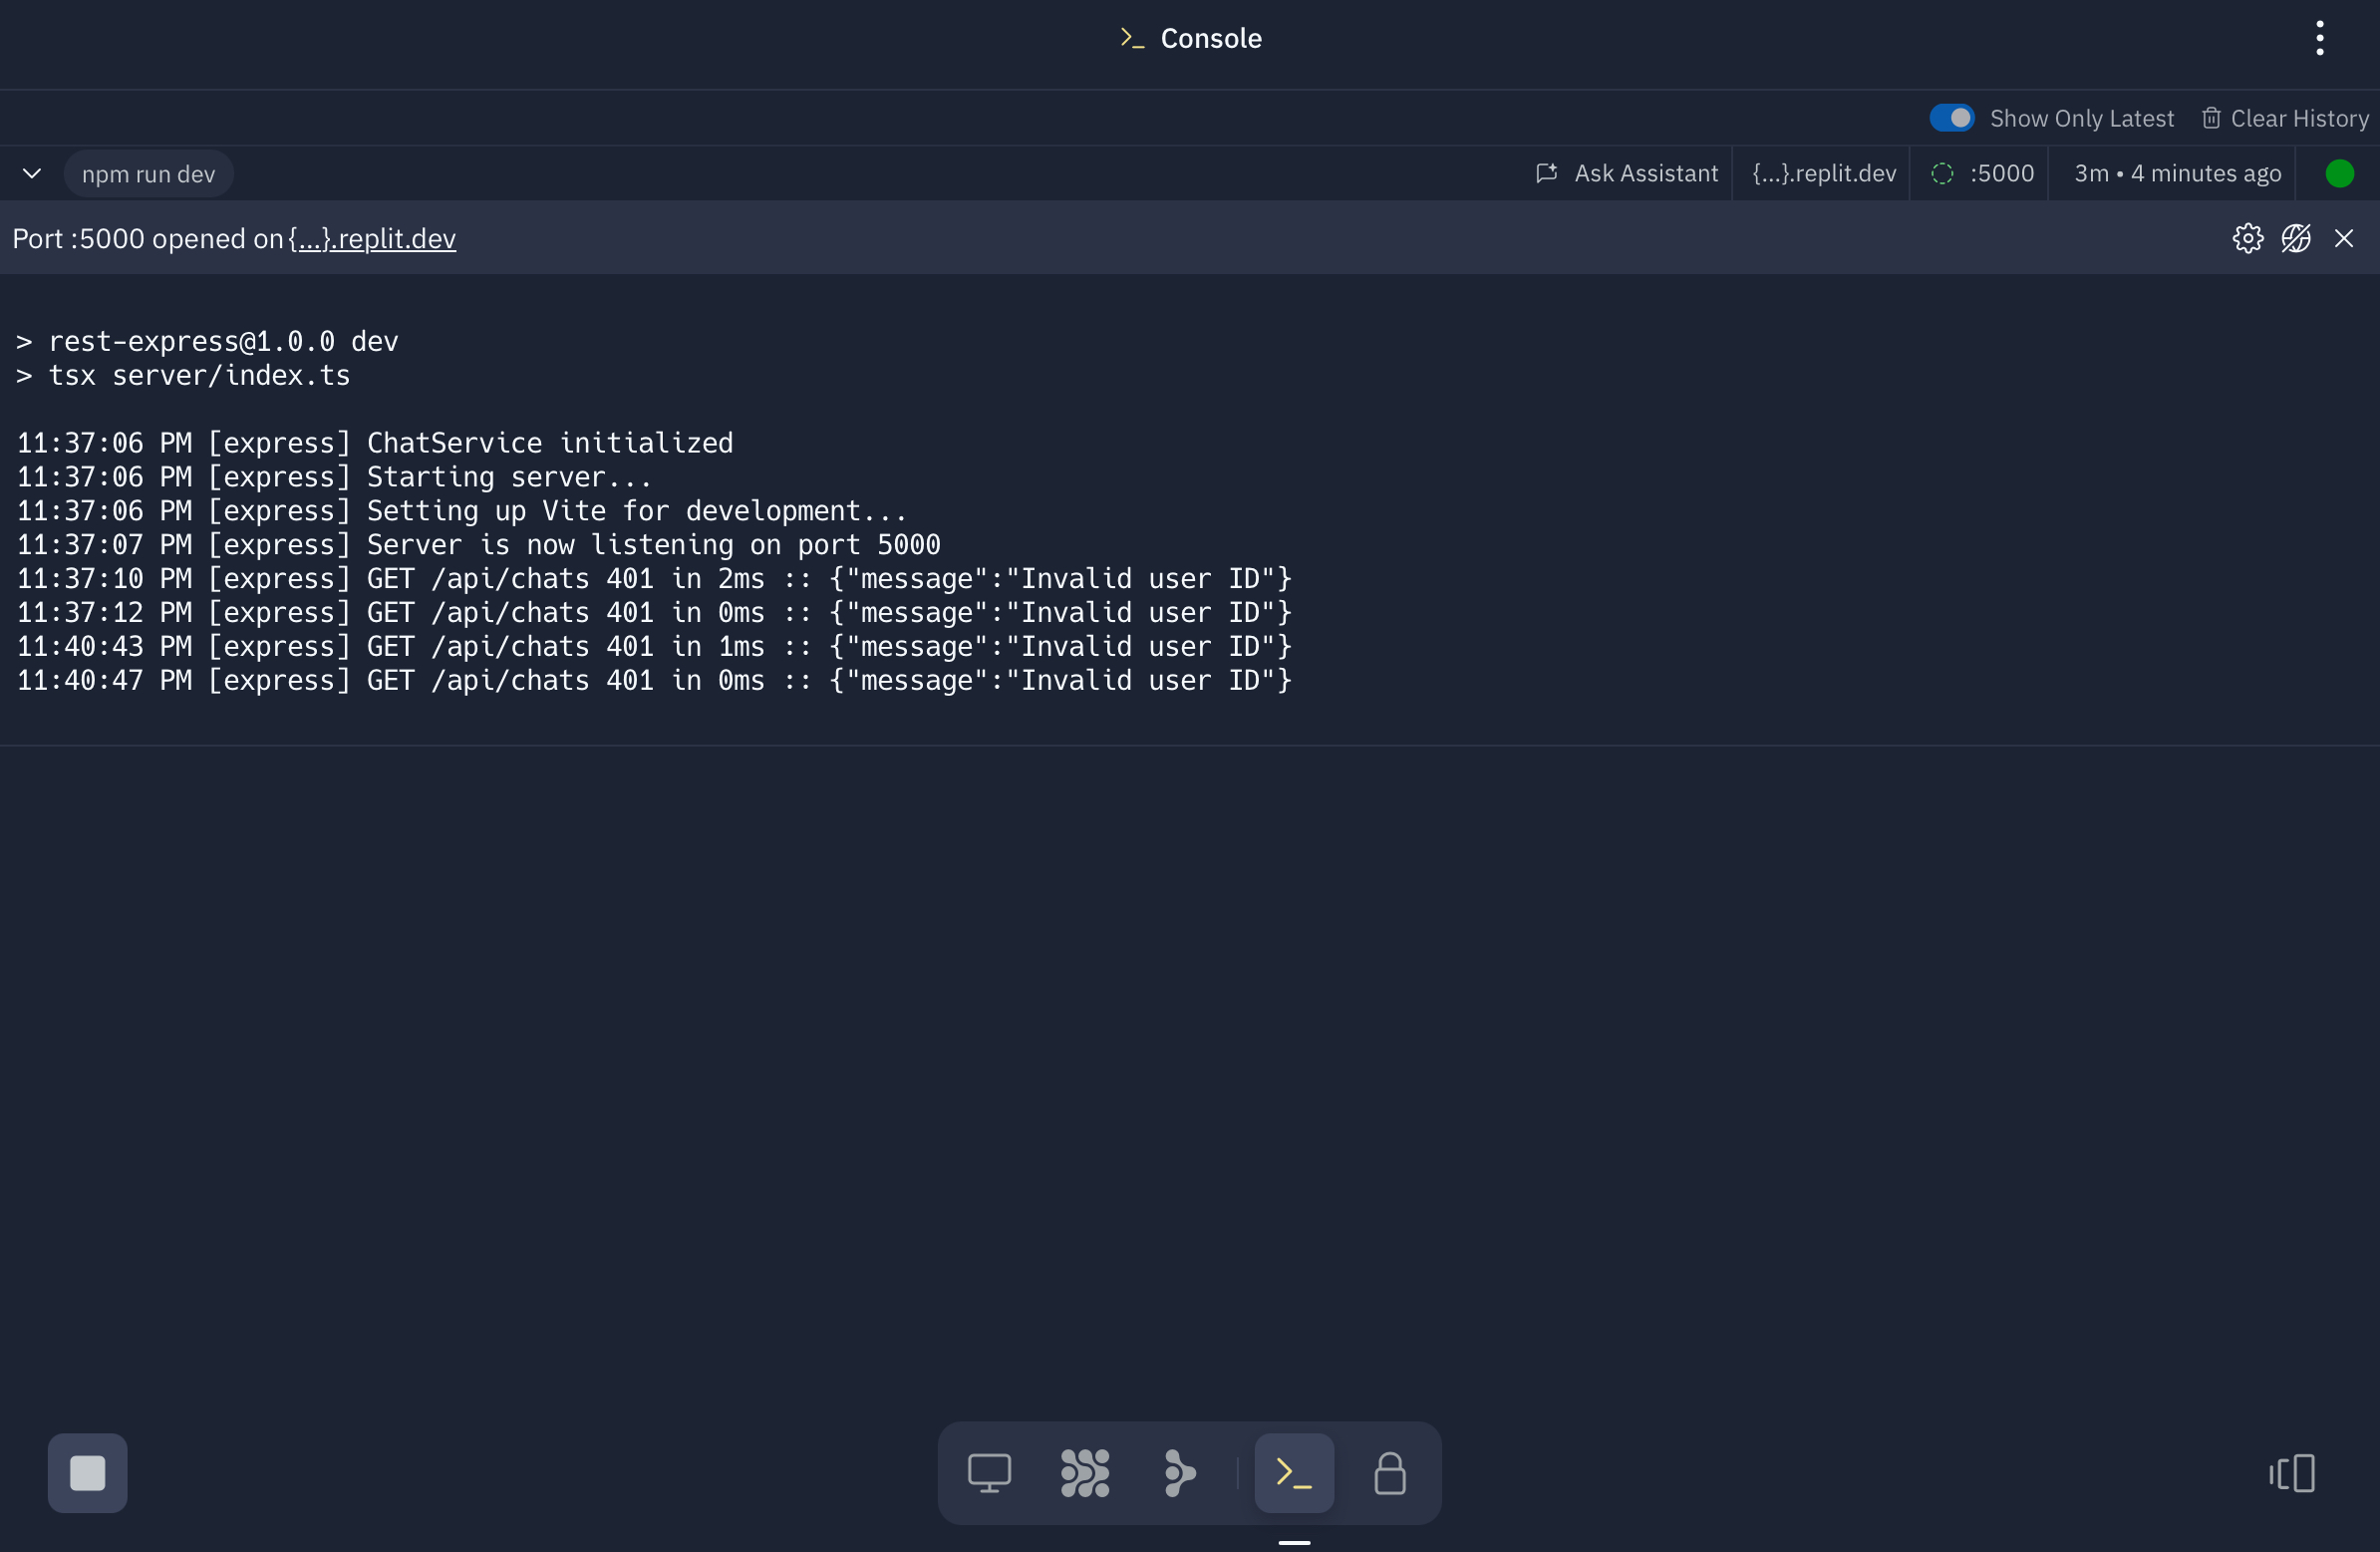 >_ Console
Show Only Latest Clear History
npm run dev Ask Assistant {...}.replit.dev :5000 3m • 4 minutes ago
Port :5000 opened on {...}.replit.dev
> rest-express@1.0.0 dev
> tsx server/index.ts
11:37:06 PM [express] ChatService initialized
11:37:06 PM [express] Starting server...
11:37:06 PM [express] Setting up Vite for development...
11:37:07 PM [express] Server is now listening on port 5000
11:37:10 PM [express] GET /api/chats 401 in 2ms :: {"message":"Invalid user ID"}
11:37:12 PM [express] GET /api/chats 401 in 0ms :: {"message":"Invalid user ID"}
11:40:43 PM [express] GET /api/chats 401 in 1ms :: {"message":"Invalid user ID"}
11:40:47 PM [express] GET /api/chats 401 in 0ms :: {"message":"Invalid user ID"}